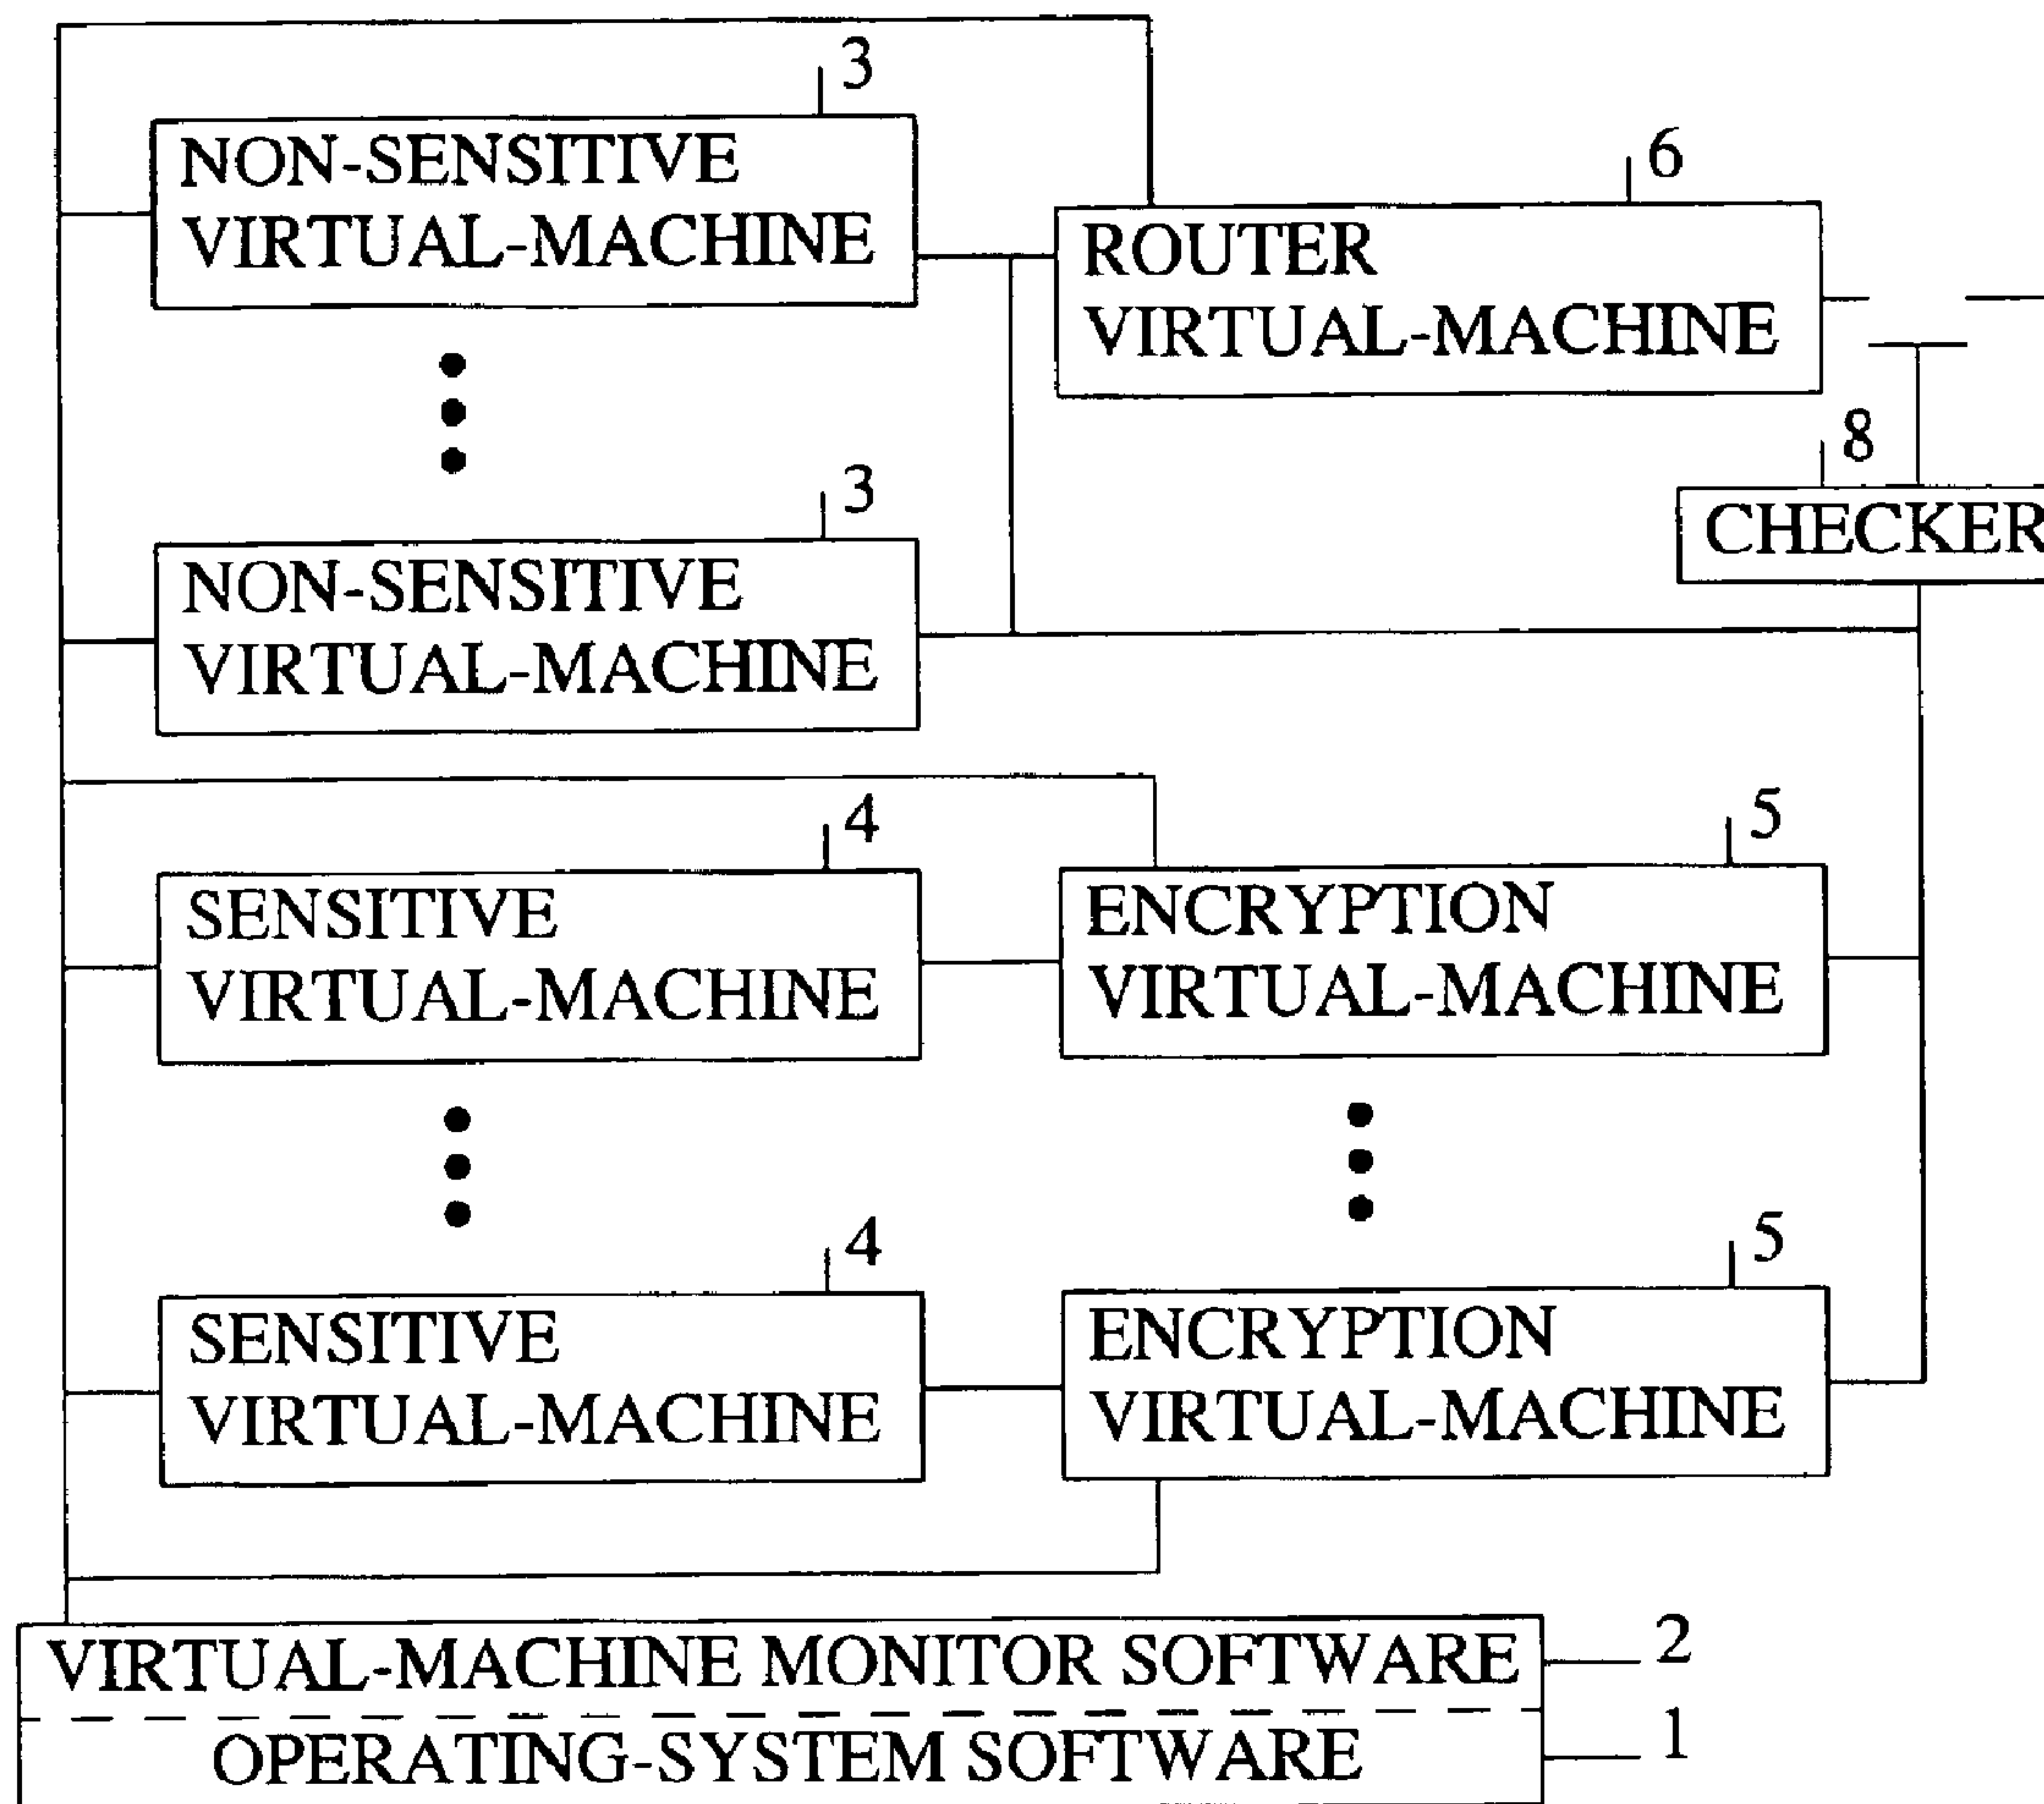 3
NON-SENSITIVE
VIRTUAL-MACHINE
6
ROUTER
VIRTUAL-MACHINE
8
CHECKER
3
NON-SENSITIVE
VIRTUAL-MACHINE
4
SENSITIVE
VIRTUAL-MACHINE
5
ENCRYPTION
VIRTUAL-MACHINE
4
SENSITIVE
VIRTUAL-MACHINE
5
ENCRYPTION
VIRTUAL-MACHINE
VIRTUAL-MACHINE MONITOR SOFTWARE
2
OPERATING-SYSTEM SOFTWARE
1